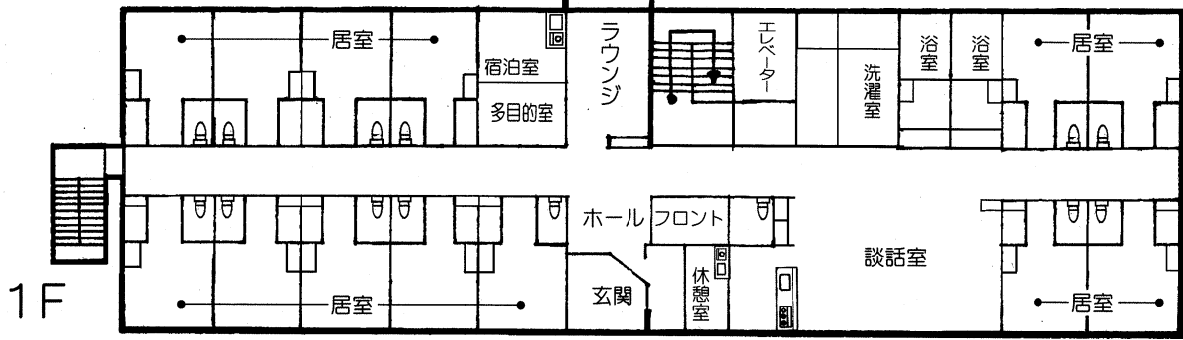 居室
宿泊室
多目的室
ラウンジ
エレベーター
洗濯室
浴室
浴室
居室
ホール
フロント
玄関
休憩室
談話室
居室
居室
1F